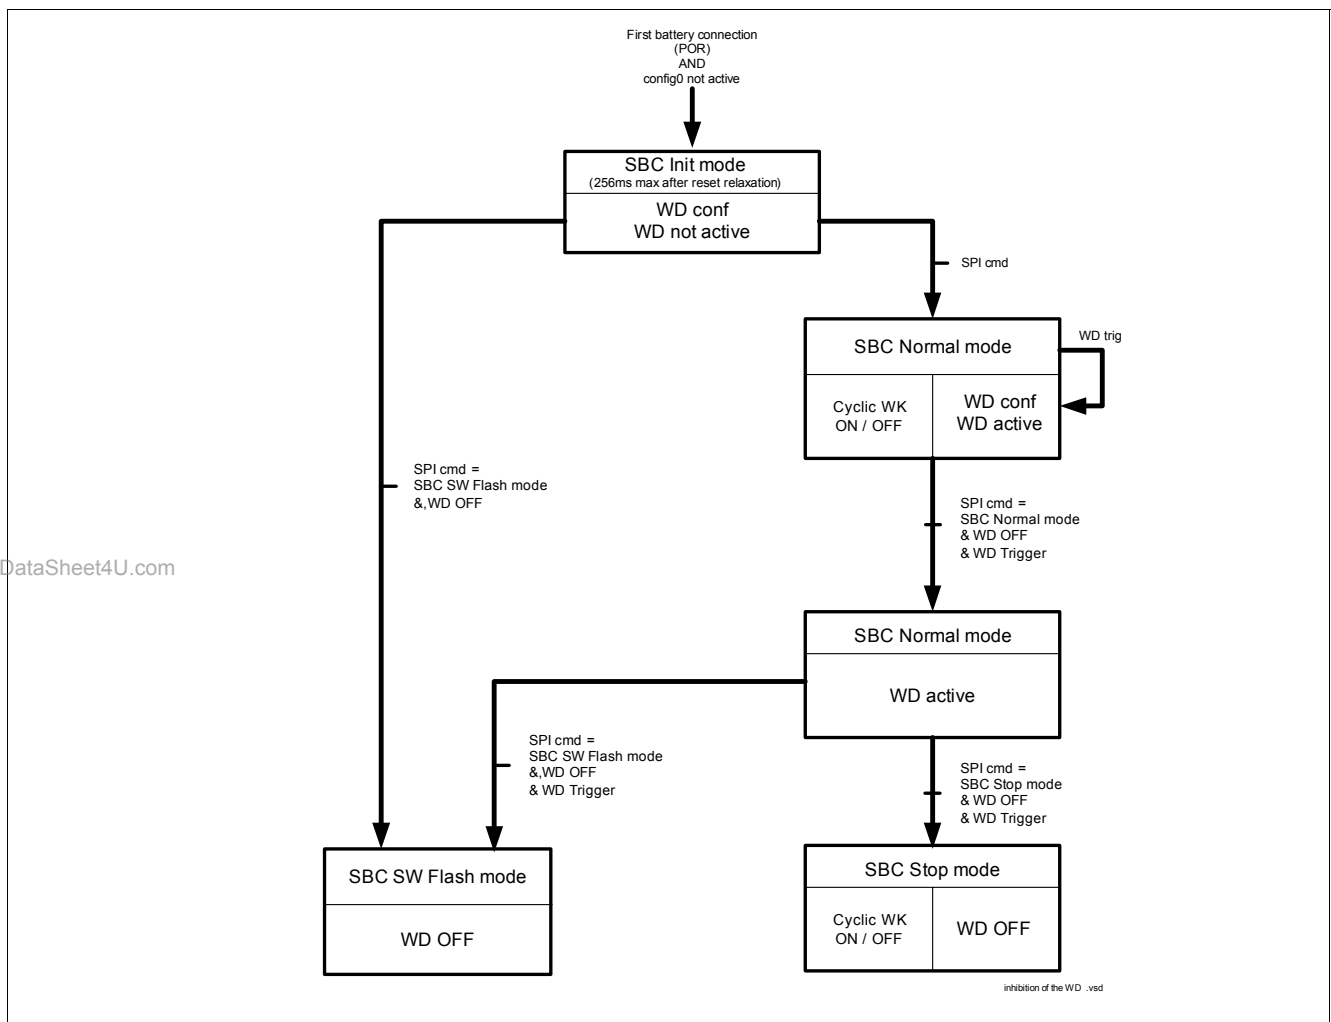 First battery connection
(POR)
AND
config0 not active
SBC Init mode
(256ms max after reset relaxation)
WD conf
WD not active
SPI cmd
SBC Normal mode
WD trig
Cyclic WK
ON / OFF
WD conf
WD active
SPI cmd =
SBC SW Flash mode
&,WD OFF
SPI cmd =
SBC Normal mode
& WD OFF
& WD Trigger
DataSheet4U.com
SBC Normal mode
WD active
SPI cmd =
SBC SW Flash mode
&,WD OFF
& WD Trigger
SPI cmd =
SBC Stop mode
& WD OFF
& WD Trigger
SBC SW Flash mode
WD OFF
SBC Stop mode
Cyclic WK
ON / OFF
WD OFF
inhibition of the WD .vsd